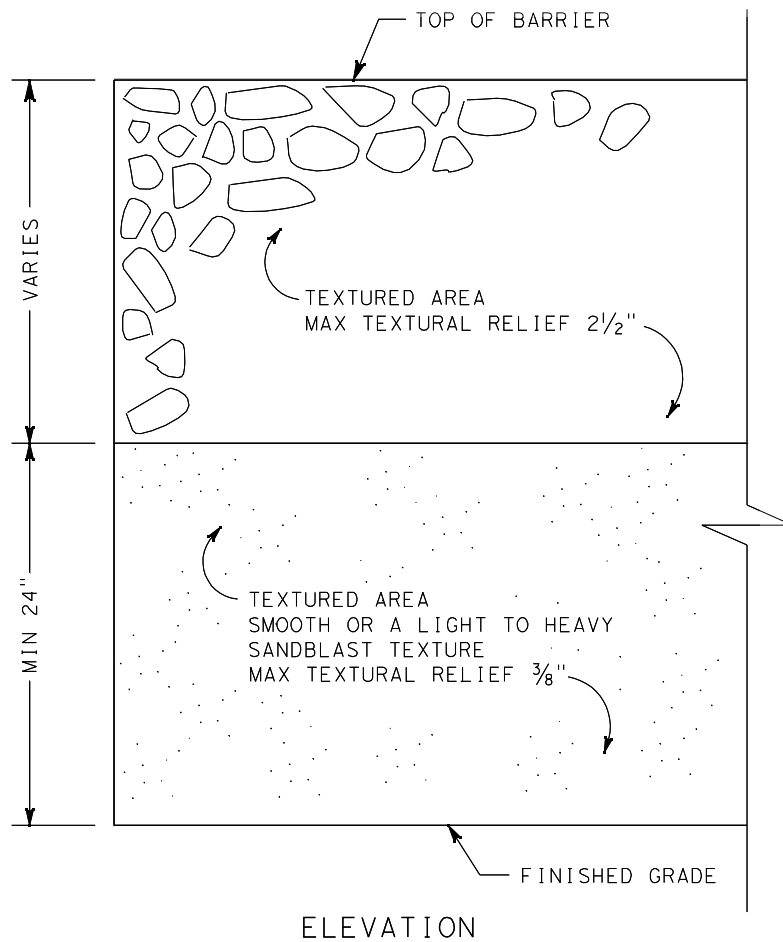 TOP OF BARRIER
VARIES
TEXTURED AREA
MAX TEXTURAL RELIEF 2½"
MIN 24"
TEXTURED AREA
SMOOTH OR A LIGHT TO HEAVY
SANDBLAST TEXTURE
MAX TEXTURAL RELIEF ⅜"
FINISHED GRADE
ELEVATION